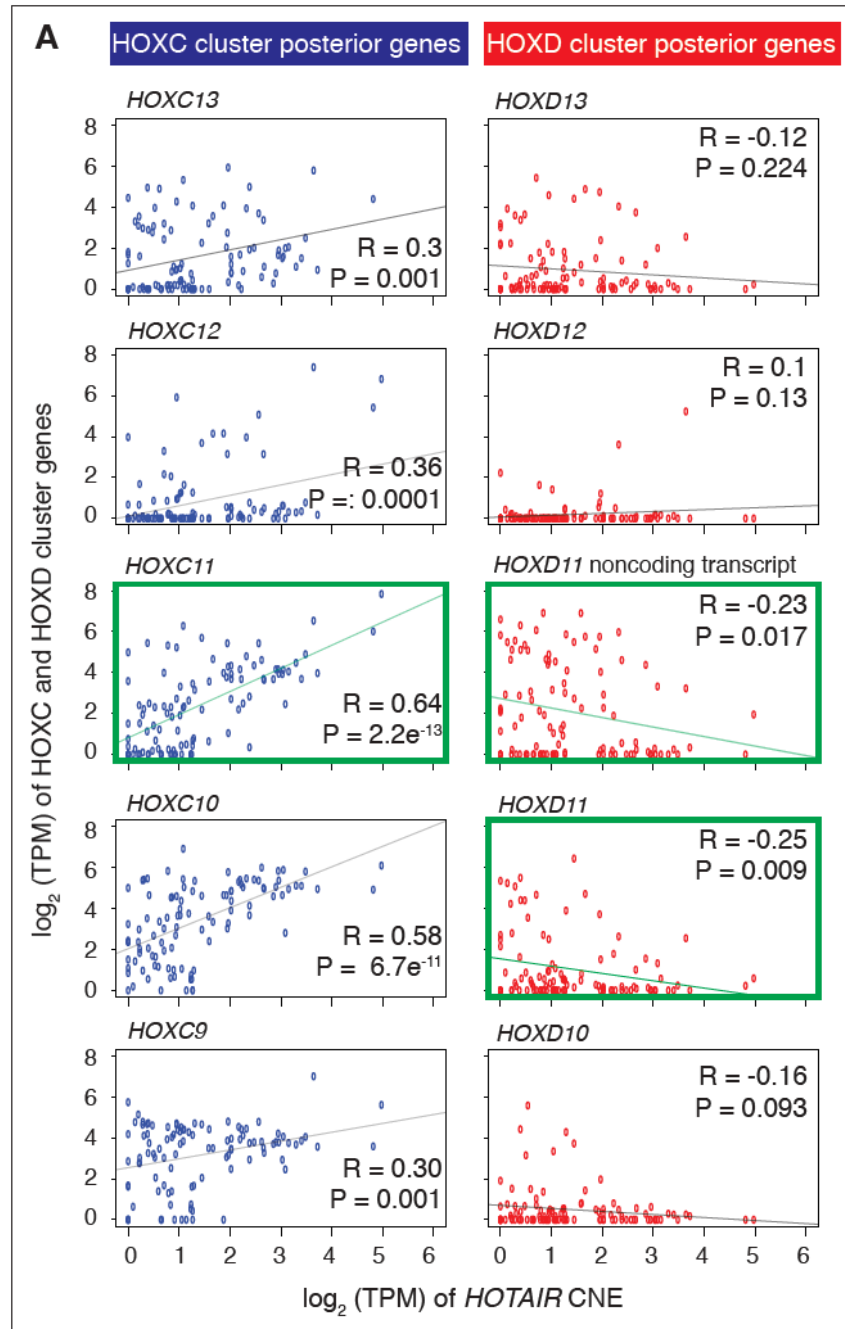 A
HOXC cluster posterior genes
HOXD cluster posterior genes
log2 (TPM) of HOXC and HOXD cluster genes
HOXC13
8
6
4
2
0
R = 0.3
P = 0.001
HOXD13
R = -0.12
P = 0.224
HOXC12
8
6
4
2
0
R = 0.36
P =: 0.0001
HOXD12
R = 0.1
P = 0.13
HOXC11
8
6
4
2
0
R = 0.64
P = 2.2e-13
HOXD11 noncoding transcript
R = -0.23
P = 0.017
HOXC10
8
6
4
2
0
R = 0.58
P = 6.7e-11
HOXD11
R = -0.25
P = 0.009
HOXC9
8
6
4
2
0
R = 0.30
P = 0.001
HOXD10
R = -0.16
P = 0.093
0 1 2 3 4 5 6
0 1 2 3 4 5 6
log2 (TPM) of HOTAIR CNE